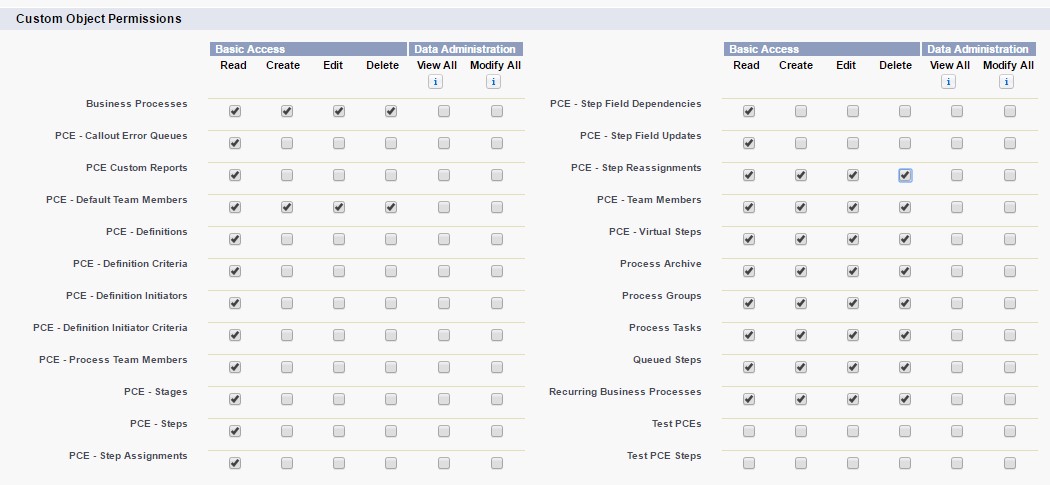 Custom Object Permissions
Basic Access Data Administration Basic Access Data Administration
Read Create Edit Delete View All Modify All Read Create Edit Delete View All Modify All
i i i i
Business Processes PCE - Step Field Dependencies
PCE - Callout Error Queues PCE - Step Field Updates
PCE Custom Reports PCE - Step Reassignments
PCE - Default Team Members PCE - Team Members
PCE - Definitions PCE - Virtual Steps
PCE - Definition Criteria Process Archive
PCE - Definition Initiators Process Groups
PCE - Definition Initiator Criteria Process Tasks
PCE - Process Team Members Queued Steps
PCE - Stages Recurring Business Processes
PCE - Steps Test PCEs
PCE - Step Assignments Test PCE Steps